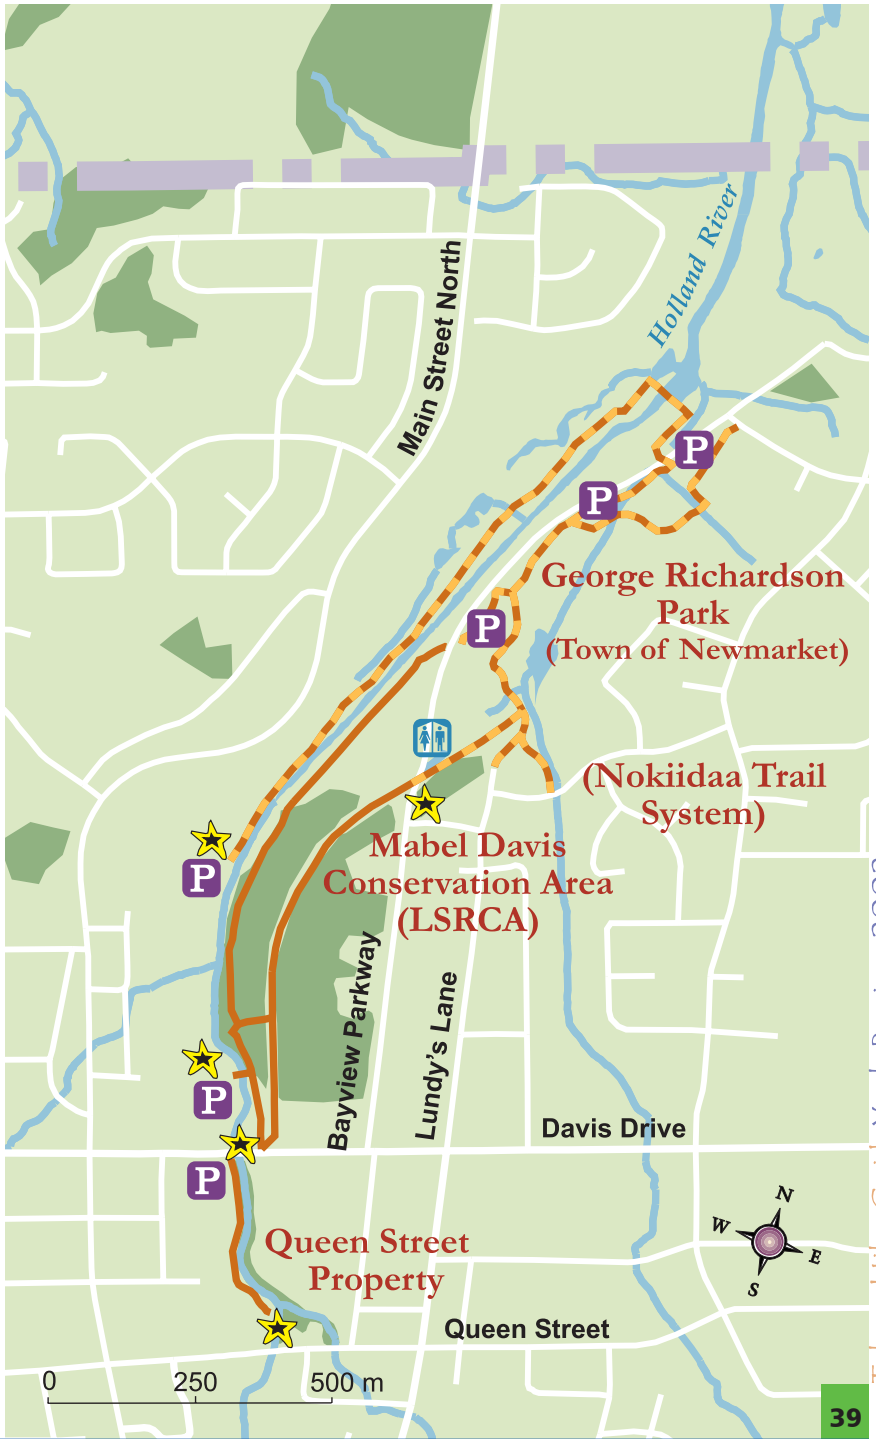 Holland River
Main Street North
P
P
George Richardson
Park
(Town of Newmarket)
P
(Nokiidaa Trail
System)
P
Mabel Davis
Conservation Area
(LSRCA)
Bayview Parkway
Lundy's Lane
P
Davis Drive
P
N
W
E
S
Queen Street
Property
Queen Street
0 250 500 m
39